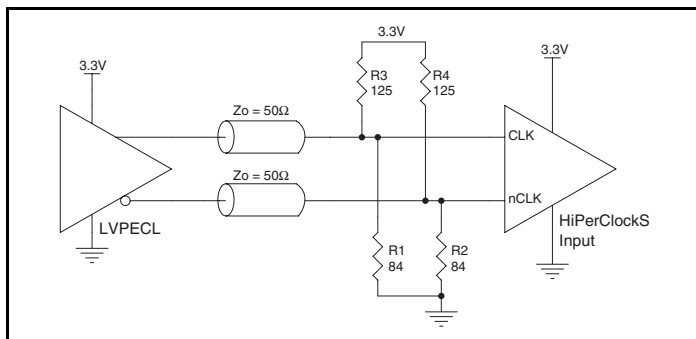 3.3V
3.3V
3.3V
R3
125
R4
125
Zo = 50Ω
CLK
Zo = 50Ω
nCLK
LVPECL
HiPerClockS
Input
R1
84
R2
84